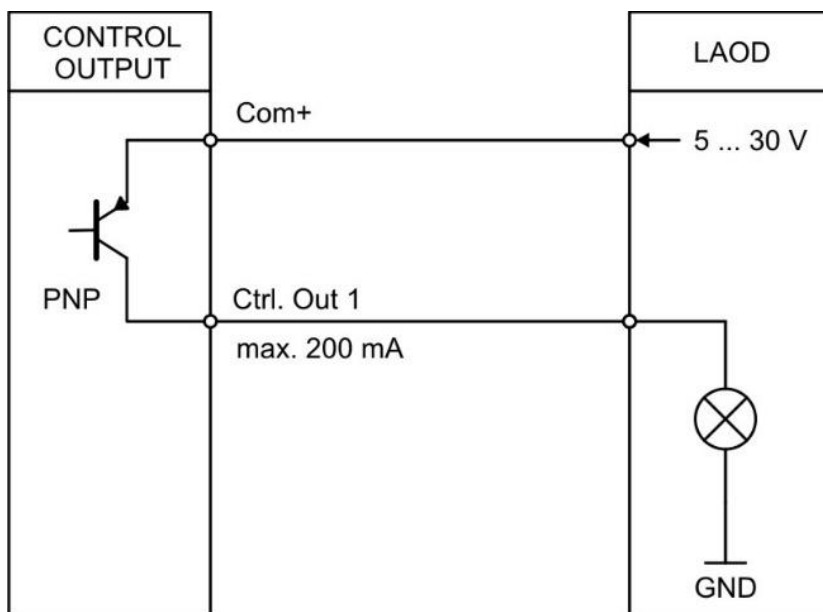 CONTROL
OUTPUT
LAOD
Com+
5 ... 30 V
PNP
Ctrl. Out 1
max. 200 mA
GND